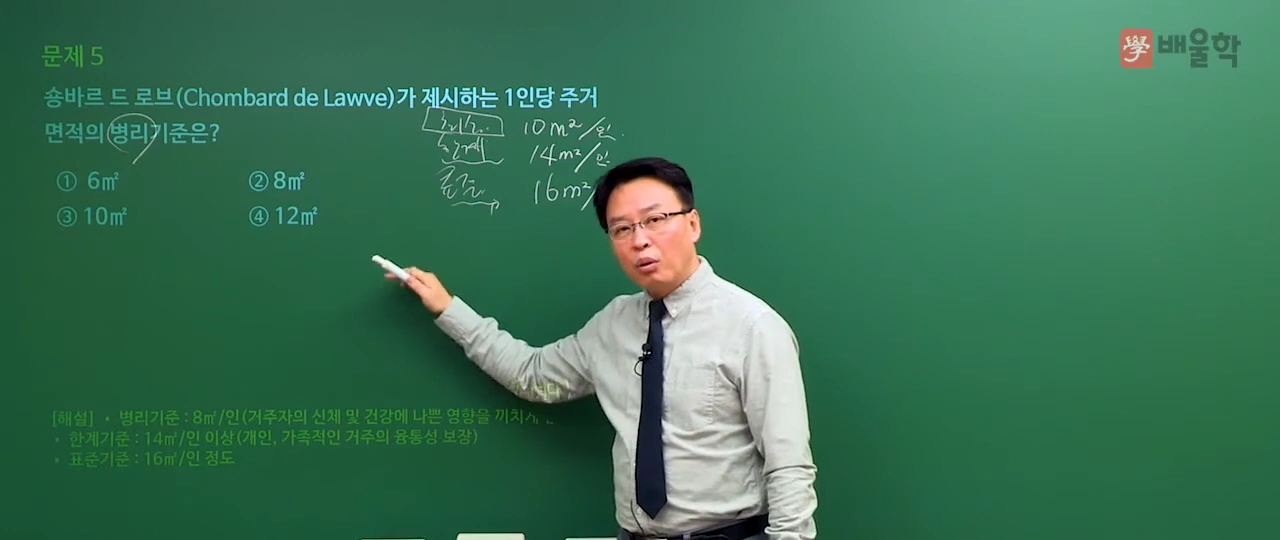 學 배울학
문제 5
숑바르 드 로브(Chombard de Lawve)가 제시하는 1인당 주거
면적의 병리기준은?
10m²/인.
한계 14m²/인
표준 16m²/
① 6㎡ ② 8㎡
③ 10㎡ ④ 12㎡
[해설] • 병리기준 : 8㎡/인(거주자의 신체 및 건강에 나쁜 영향을 끼치게
• 한계기준 : 14㎡/인 이상(개인, 가족적인 거주의 융통성 보장)
• 표준기준 : 16㎡/인 정도